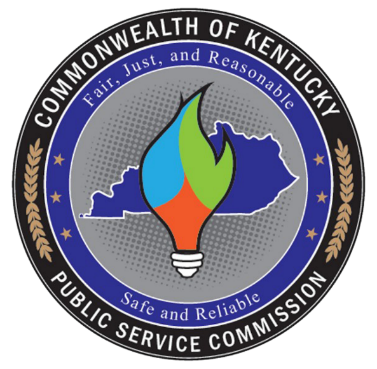 COMMONWEALTH OF KENTUCKY
Fair, Just, and Reasonable
Safe and Reliable
PUBLIC SERVICE COMMISSION